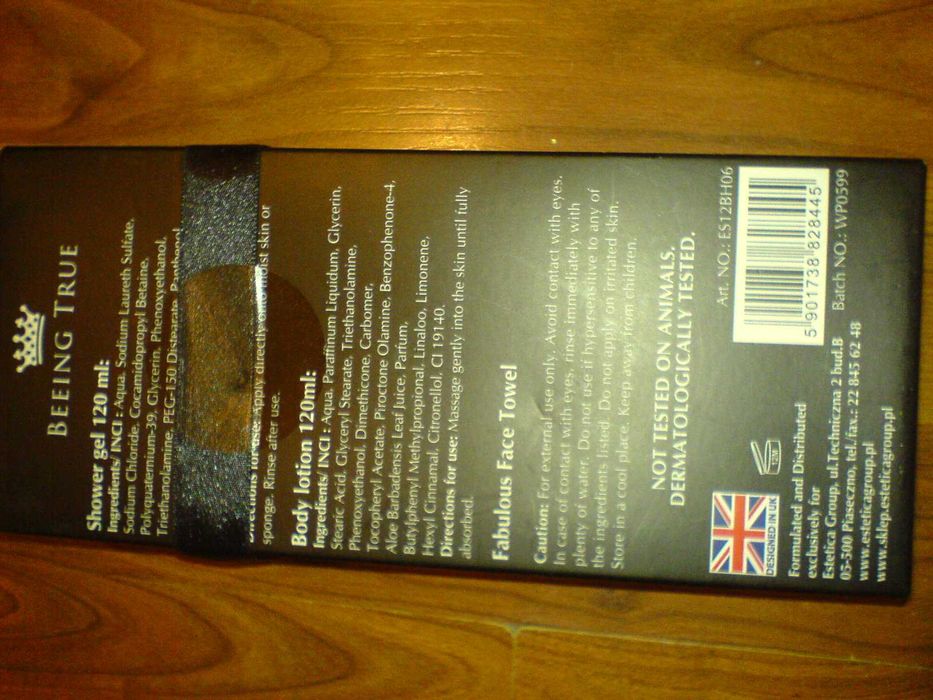 BEEING TRUE
Shower gel 120 ml:
Ingredients/ INCI : Aqua, Sodium Laureth Sulfate,
Sodium Chloride, Cocamidopropyl Betaine,
Polyquaternium-39, Glycerin, Phenoxyethanol,
Triethanolamine, PEG-150 Distearate, Panthenol
Directions for use: Apply directly onto moist skin or
sponge. Rinse after use.
Body lotion 120ml:
Ingredients/ INCI : Aqua, Paraffinum Liquidum, Glycerin,
Stearic Acid, Glyceryl Stearate, Triethanolamine,
Phenoxyethanol, Dimethicone, Carbomer,
Tocopheryl Acetate, Piroctone Olamine, Benzophenone-4,
Aloe Barbadensis Leaf Juice, Parfum,
Butylphenyl Methylpropional, Linaloo, Limonene,
Hexyl Cinnamal, Citronellol, CI 19140.
Directions for use: Massage gently into the skin until fully
absorbed.
Fabulous Face Towel
Caution: For external use only. Avoid contact with eyes.
In case of contact with eyes, rinse immediately with
plenty of water. Do not use if hypersensitive to any of
the ingredients listed. Do not apply on irritated skin.
Store in a cool place. Keep away from children.
NOT TESTED ON ANIMALS.
DERMATOLOGICALLY TESTED.
Art. NO.: ES12BH06
5 901738 828445
Batch NO.: WP0599
DESIGNED IN UK
Formulated and Distributed
exclusively for
Estetica Group, ul.Techniczna 2 bud.B
05-500 Piaseczno, tel./fax.: 22 845 62 48
www.esteticagroup.pl
www.sklep.esteticagroup.pl